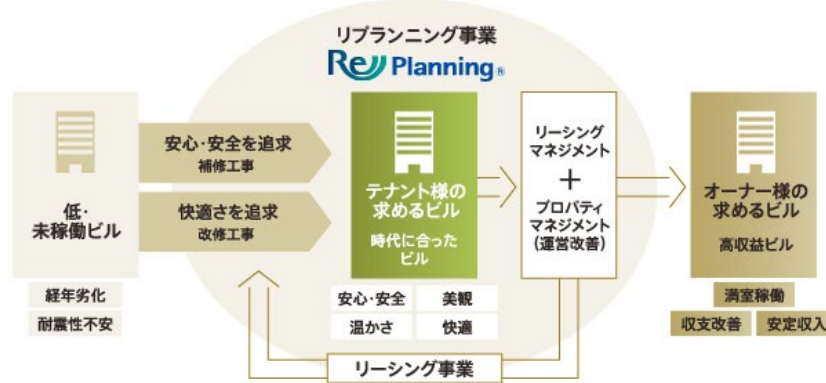 リプランニング事業
Re Planning®
低・
未稼働ビル
経年劣化
耐震性不安
安心・安全を追求
補修工事
快適さを追求
改修工事
テナント様の
求めるビル
時代に合った
ビル
安心・安全
美観
温かさ
快適
リーシング
マネジメント
+
プロパティ
マネジメント
(運営改善)
リーシング事業
オーナー様の
求めるビル
高収益ビル
満室稼働
収支改善
安定収入